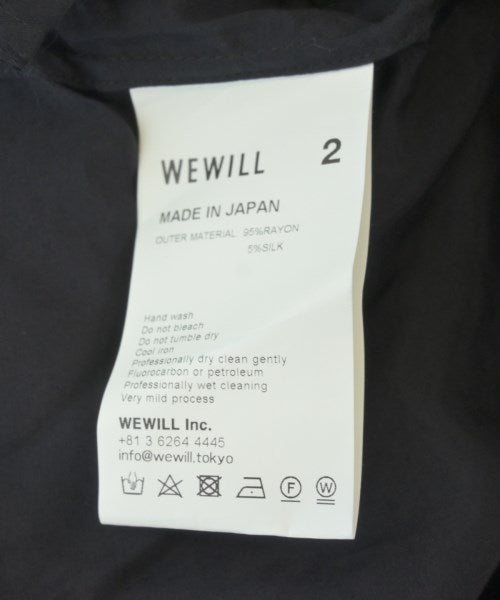 WEWILL 2
MADE IN JAPAN
OUTER MATERIAL 95%RAYON
5%SILK
Hand wash
Do not bleach
Do not tumble dry
Cool iron
Professionally dry clean gently
Fluorocarbon or petroleum
Professionally wet cleaning
Very mild process
WEWILL Inc.
+81 3 6264 4445
info@wewill.tokyo
F W